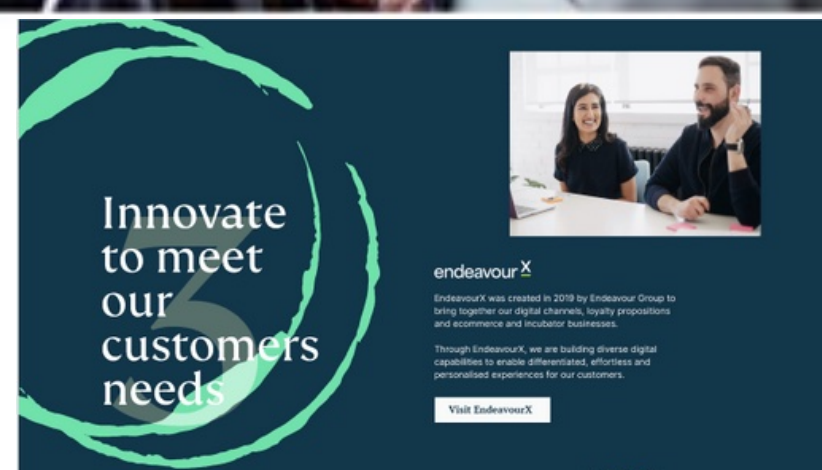 3
Innovate
to meet
our
customers
needs
endeavourX
EndeavourX was created in 2019 by Endeavour Group to
bring together our digital channels, loyalty propositions
and ecommerce and incubator businesses.
Through EndeavourX, we are building diverse digital
capabilities to enable differentiated, effortless and
personalised experiences for our customers.
Visit EndeavourX